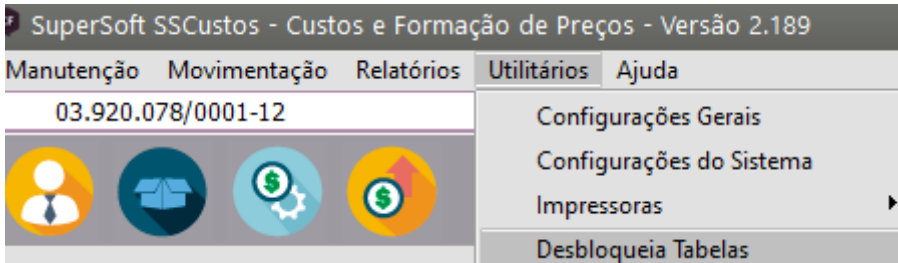 SuperSoft SSCustos - Custos e Formação de Preços - Versão 2.189
Manutenção Movimentação Relatórios Utilitários Ajuda
03.920.078/0001-12
Configurações Gerais
Configurações do Sistema
Impressoras
Desbloqueia Tabelas